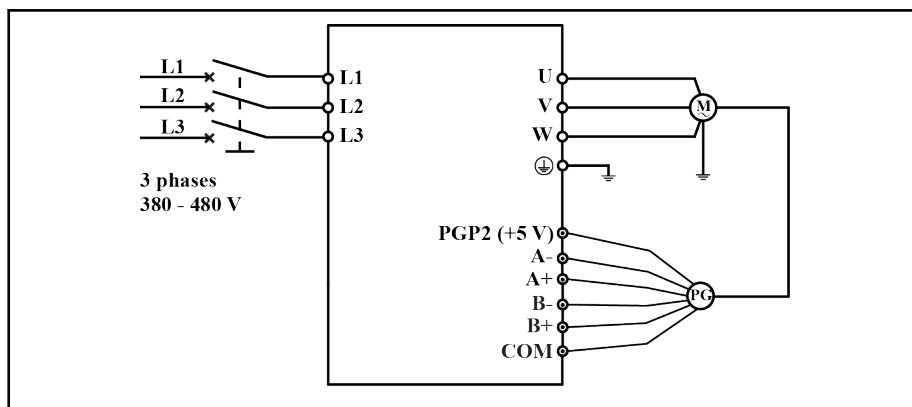 L1
L2
L3
3 phases
380 - 480 V
L1
L2
L3
U
V
W
PGP2 (+5 V)
A-
A+
B-
B+
COM
M
~
PG